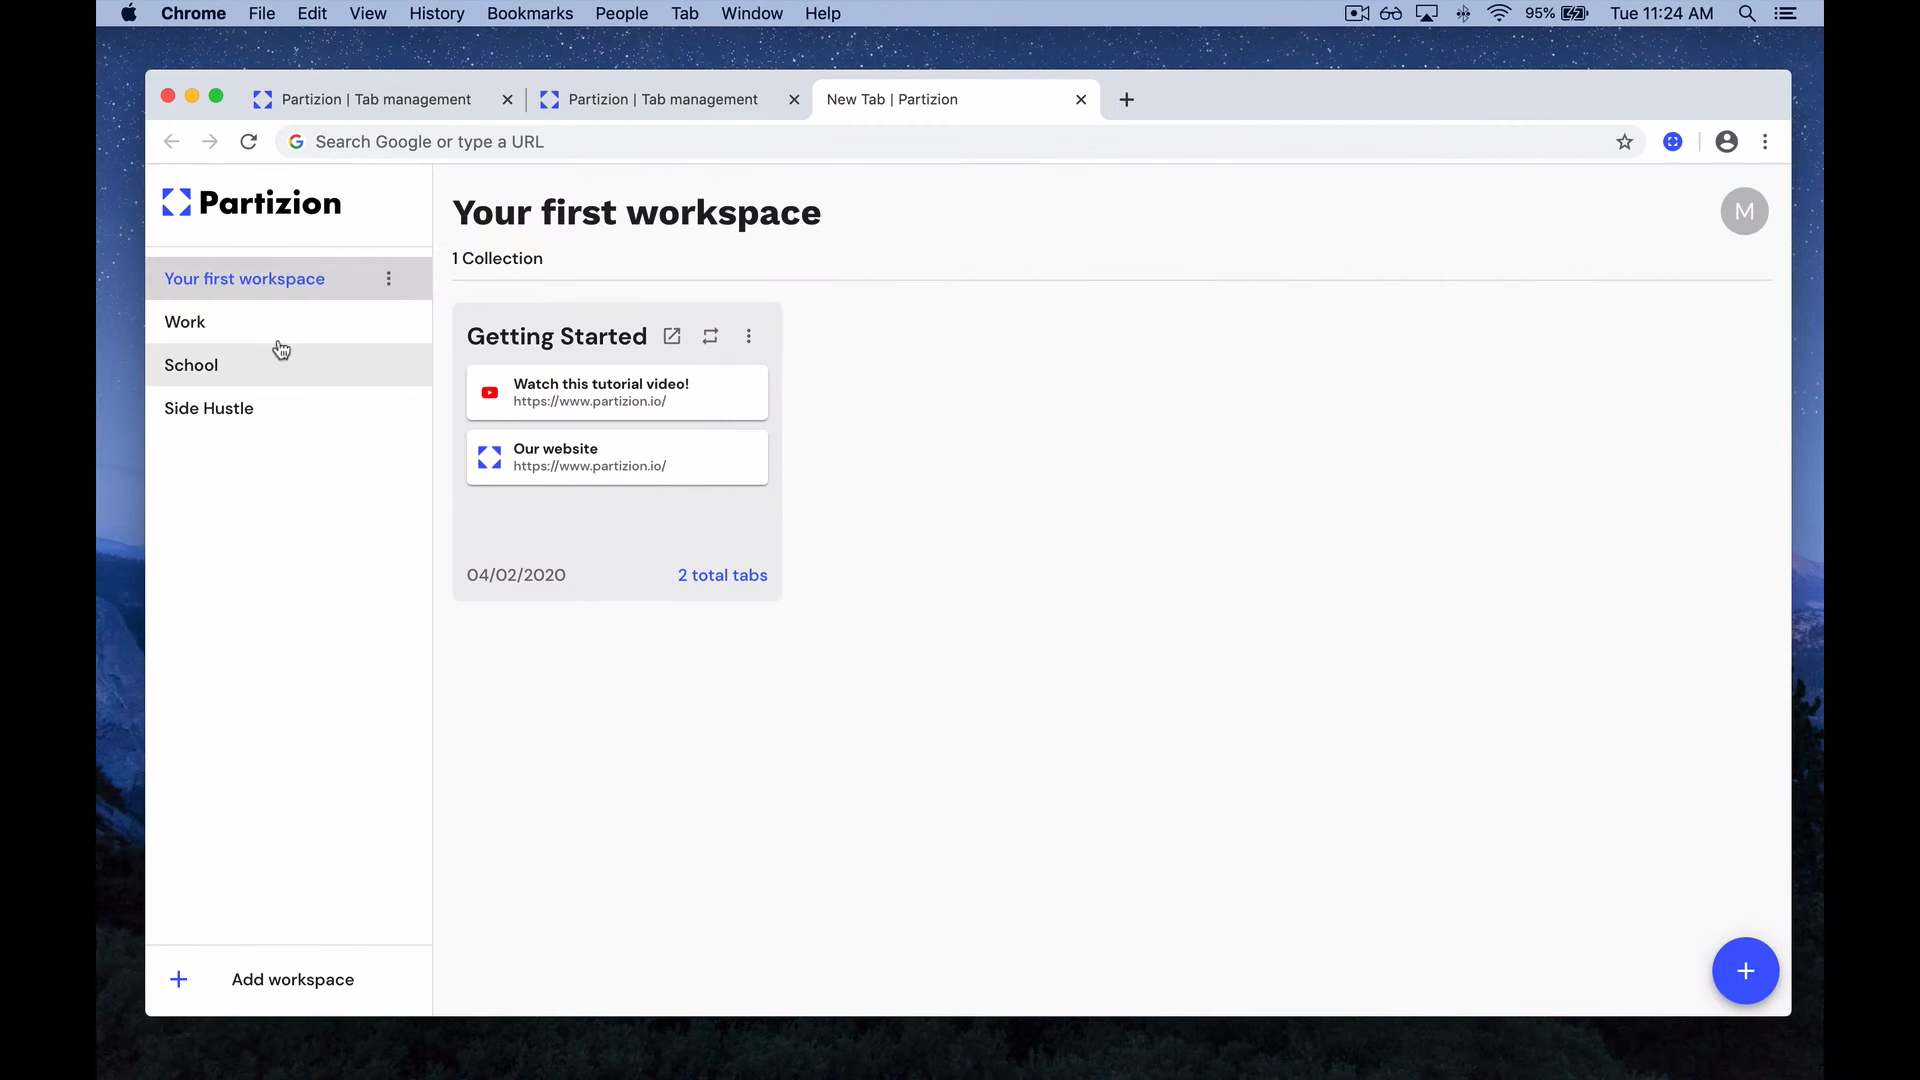 Chrome File Edit View History Bookmarks People Tab Window Help 95% Tue 11:24 AM
Partizion | Tab management Partizion | Tab management New Tab | Partizion
Search Google or type a URL
Partizion
Your first workspace
Work
School
Side Hustle
Add workspace
Your first workspace
M
1 Collection
Getting Started
Watch this tutorial video!
https://www.partizion.io/
Our website
https://www.partizion.io/
04/02/2020 2 total tabs